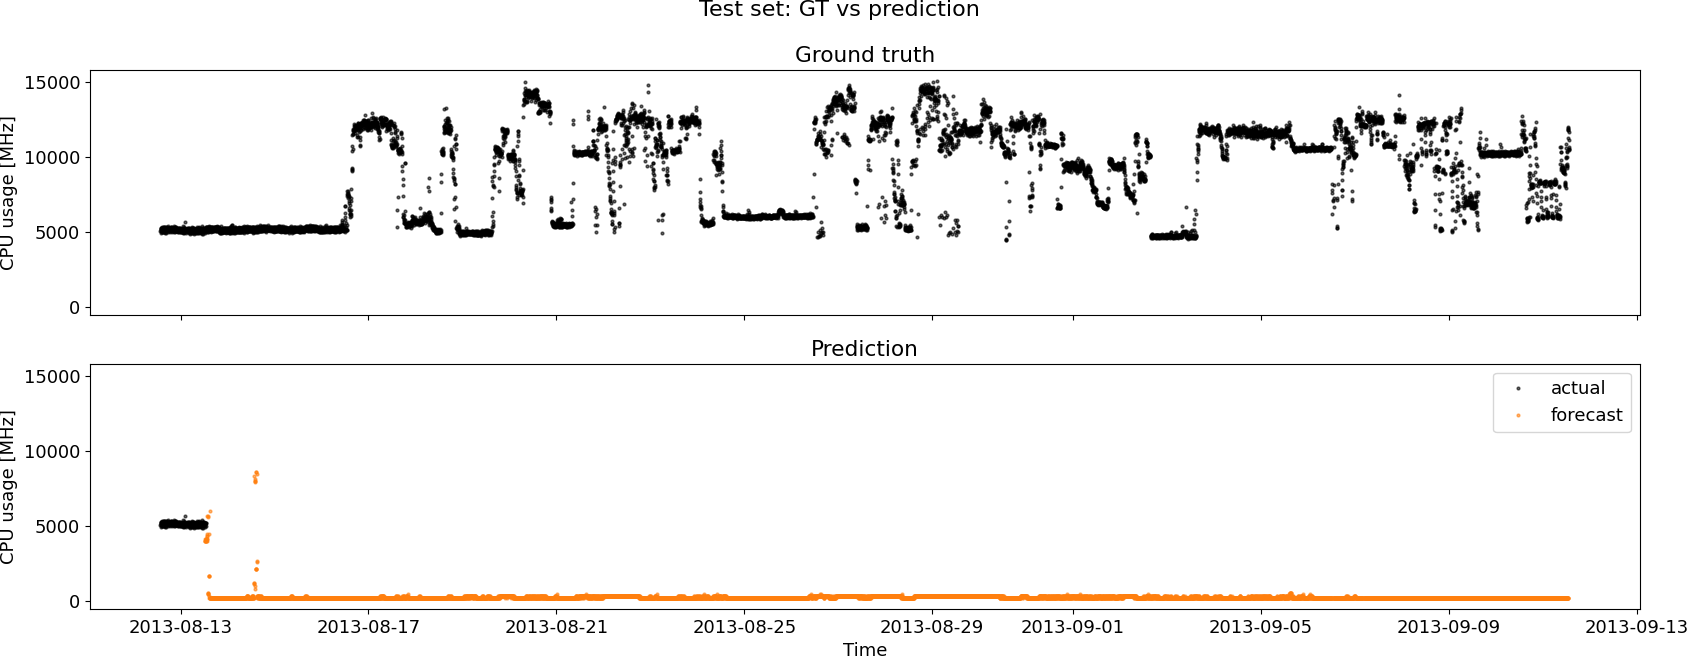 Test set: GT vs prediction
Ground truth
15000
10000
5000
0
CPU usage [MHz]
Prediction
15000
10000
5000
0
CPU usage [MHz]
actual
forecast
2013-08-13 2013-08-17 2013-08-21 2013-08-25 2013-08-29 2013-09-01 2013-09-05 2013-09-09 2013-09-13
Time